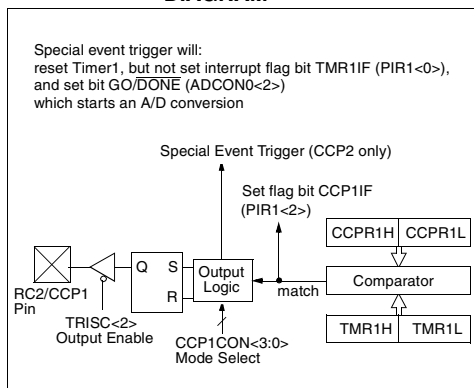 DIAGRAM
Special event trigger will:
reset Timer1, but not set interrupt flag bit TMR1IF (PIR1<0>),
and set bit GO/DONE (ADCON0<2>)
which starts an A/D conversion
Special Event Trigger (CCP2 only)
Set flag bit CCP1IF
(PIR1<2>)
CCPR1H CCPR1L
Q S Output
Logic
R
match
Comparator
RC2/CCP1
Pin
TRISC<2>
Output Enable
CCP1CON<3:0>
Mode Select
TMR1H TMR1L